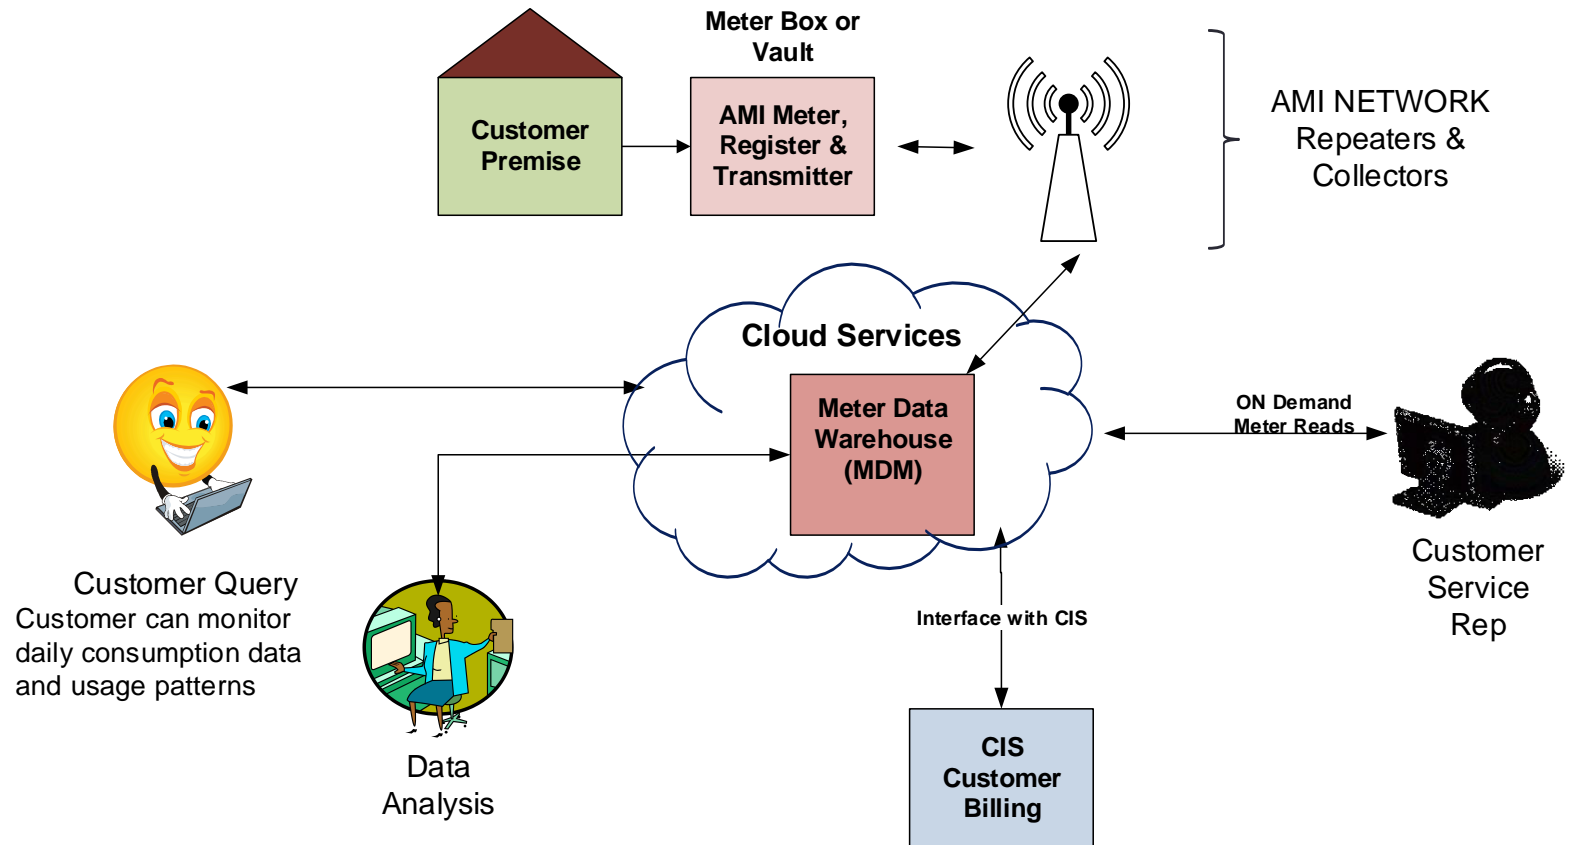 Meter Box or
Vault
Customer
Premise
AMI Meter,
Register &
Transmitter
AMI NETWORK
Repeaters &
Collectors
Cloud Services
Meter Data
Warehouse
(MDM)
ON Demand
Meter Reads
Customer
Service
Rep
Customer Query
Customer can monitor
daily consumption data
and usage patterns
Interface with CIS
Data
Analysis
CIS
Customer
Billing